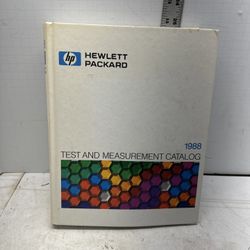 hp
HEWLETT
PACKARD
1988
TEST AND MEASUREMENT CATALOG